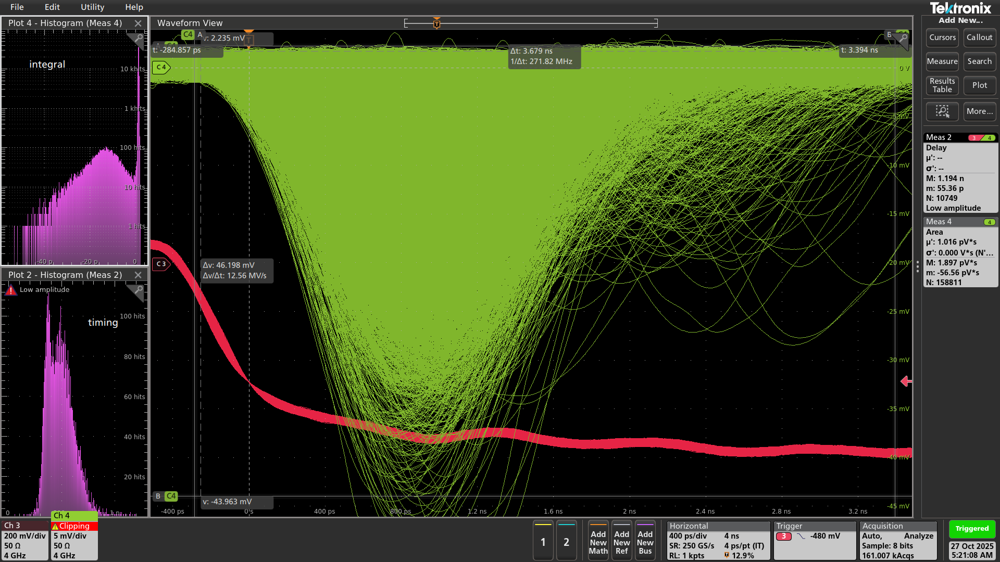 File Edit Utility Help
Tektronix
Add New...
Plot 4 - Histogram (Meas 4)
integral
10 khits
1 khits
100 hits
10 hits
1 hits
-40 p -20 p 0
Plot 2 - Histogram (Meas 2)
Low amplitude
timing
100 hits
80 hits
60 hits
40 hits
20 hits
0
Waveform View
T
C4 A
v: 2.235 mV
t: -284.857 ps
Δt: 3.679 ns
1/Δt: 271.82 MHz
B
t: 3.394 ns
C 4
C 3
Δv: 46.198 mV
Δv/Δt: 12.56 MV/s
B C4
v: -43.963 mV
0 V
-5 mV
-10 mV
-15 mV
-20 mV
-25 mV
-30 mV
-35 mV
-40 mV
-45 mV
-400 ps 0 s 400 ps 800 ps 1.2 ns 1.6 ns 2 ns 2.4 ns 2.8 ns 3.2 ns
Cursors Callout
Measure Search
Results Table Plot
More...
Meas 2 3 4
Delay
μ': --
σ': --
M: 1.194 n
m: 55.36 p
N: 10749
Low amplitude
Meas 4 4
Area
μ': 1.016 pV*s
σ': 0.000 V*s (N'...
M: 1.897 pV*s
m: -56.56 pV*s
N: 158811
Ch 3
200 mV/div
50 Ω
4 GHz
Ch 4
Clipping
5 mV/div
50 Ω
4 GHz
1
2
Add New Math
Add New Ref
Add New Bus
Horizontal
400 ps/div 4 ns
SR: 250 GS/s 4 ps/pt (IT)
RL: 1 kpts 12.9%
Trigger
3 -480 mV
Acquisition
Auto, Analyze
Sample: 8 bits
161.007 kAcqs
Triggered
27 Oct 2025
5:21:08 AM